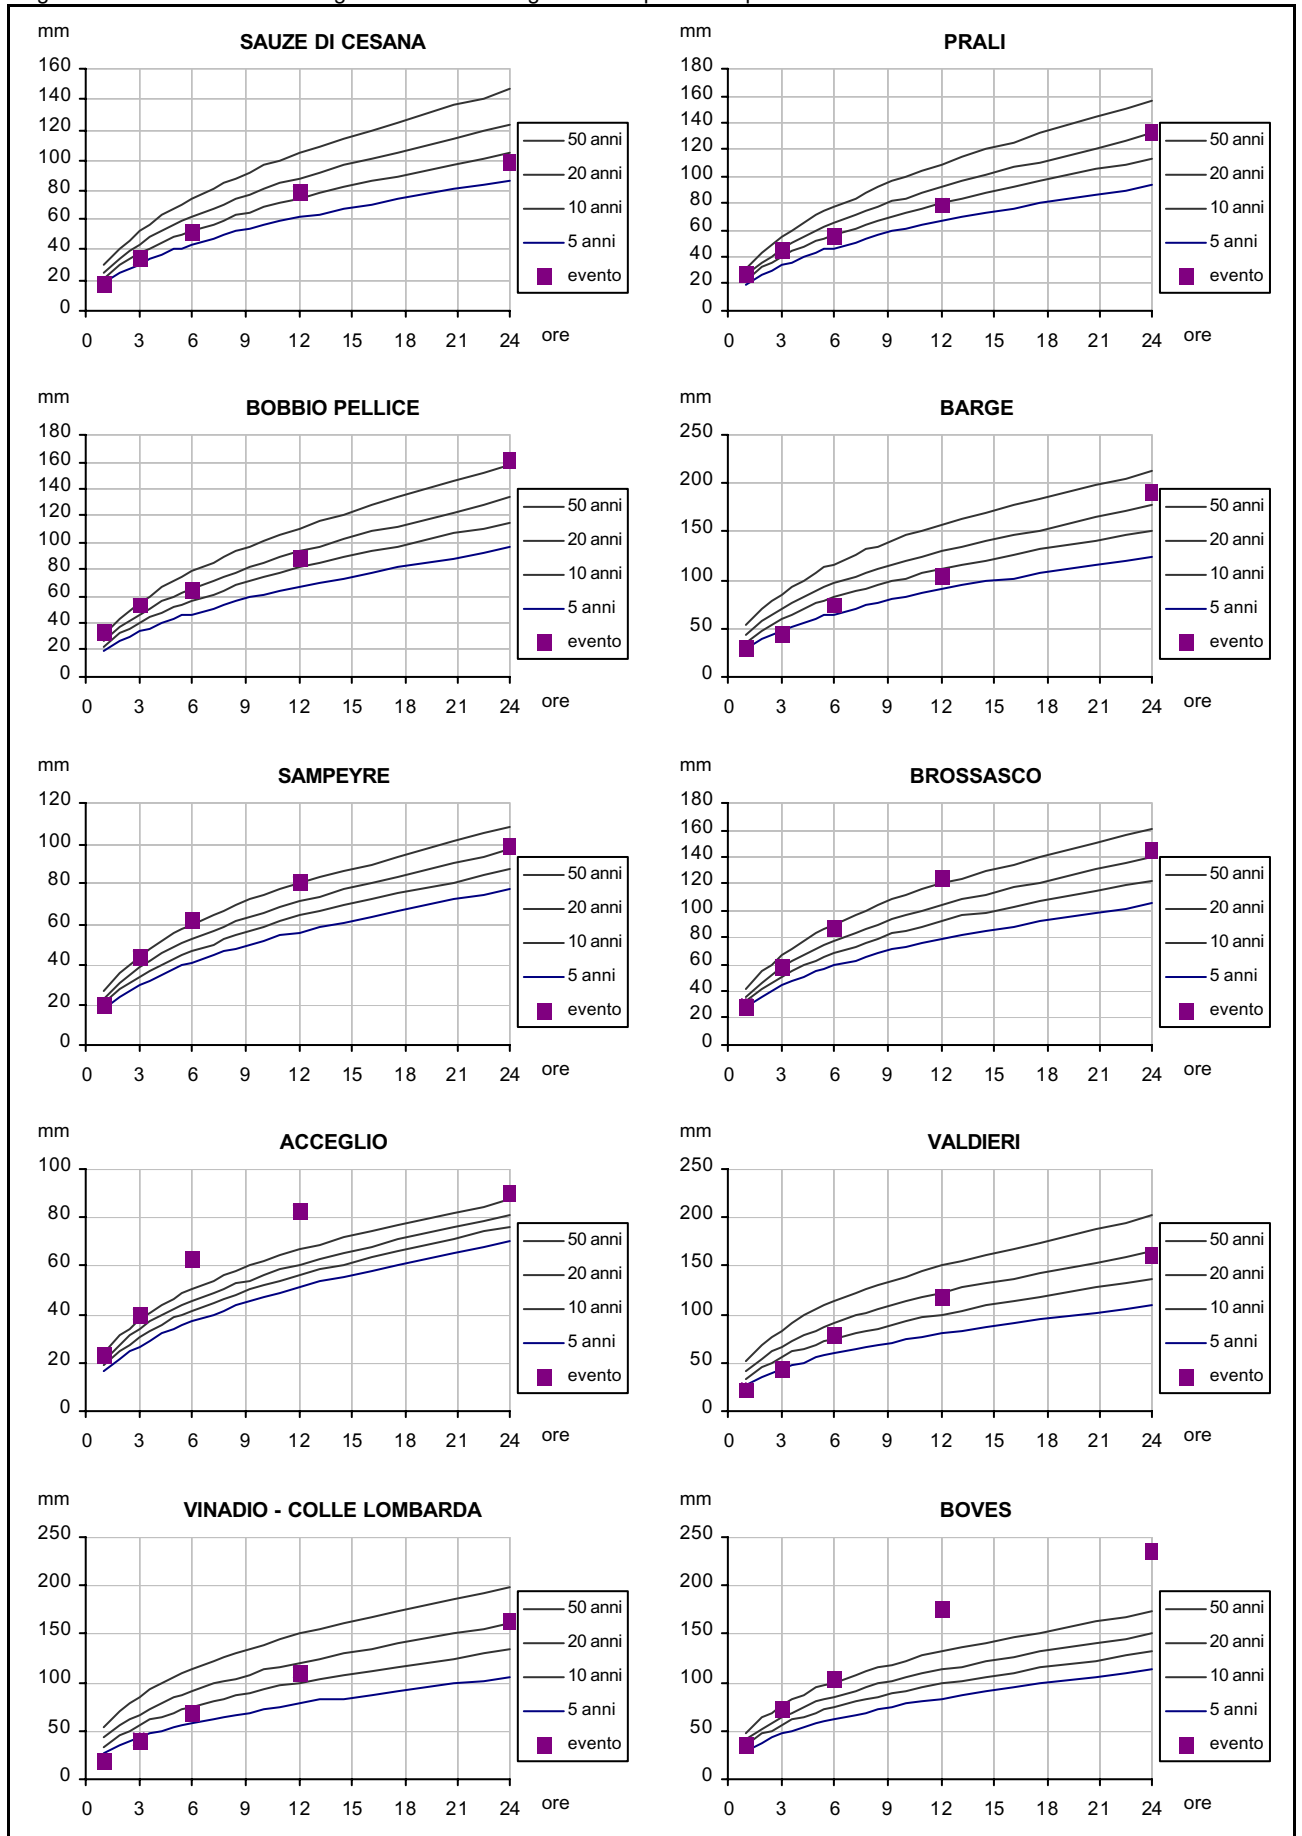 mm
SAUZE DI CESANA
160
140
120
100
80
60
40
20
0
0 3 6 9 12 15 18 21 24 ore
50 anni
20 anni
10 anni
5 anni
evento
mm
PRALI
180
160
140
120
100
80
60
40
20
0
0 3 6 9 12 15 18 21 24 ore
50 anni
20 anni
10 anni
5 anni
evento
mm
BOBBIO PELLICE
180
160
140
120
100
80
60
40
20
0
0 3 6 9 12 15 18 21 24 ore
50 anni
20 anni
10 anni
5 anni
evento
mm
BARGE
250
200
150
100
50
0
0 3 6 9 12 15 18 21 24 ore
50 anni
20 anni
10 anni
5 anni
evento
mm
SAMPEYRE
120
100
80
60
40
20
0
0 3 6 9 12 15 18 21 24 ore
50 anni
20 anni
10 anni
5 anni
evento
mm
BROSSASCO
180
160
140
120
100
80
60
40
20
0
0 3 6 9 12 15 18 21 24 ore
50 anni
20 anni
10 anni
5 anni
evento
mm
ACCEGLIO
100
80
60
40
20
0
0 3 6 9 12 15 18 21 24 ore
50 anni
20 anni
10 anni
5 anni
evento
mm
VALDIERI
250
200
150
100
50
0
0 3 6 9 12 15 18 21 24 ore
50 anni
20 anni
10 anni
5 anni
evento
mm
VINADIO - COLLE LOMBARDA
250
200
150
100
50
0
0 3 6 9 12 15 18 21 24 ore
50 anni
20 anni
10 anni
5 anni
evento
mm
BOVES
250
200
150
100
50
0
0 3 6 9 12 15 18 21 24 ore
50 anni
20 anni
10 anni
5 anni
evento